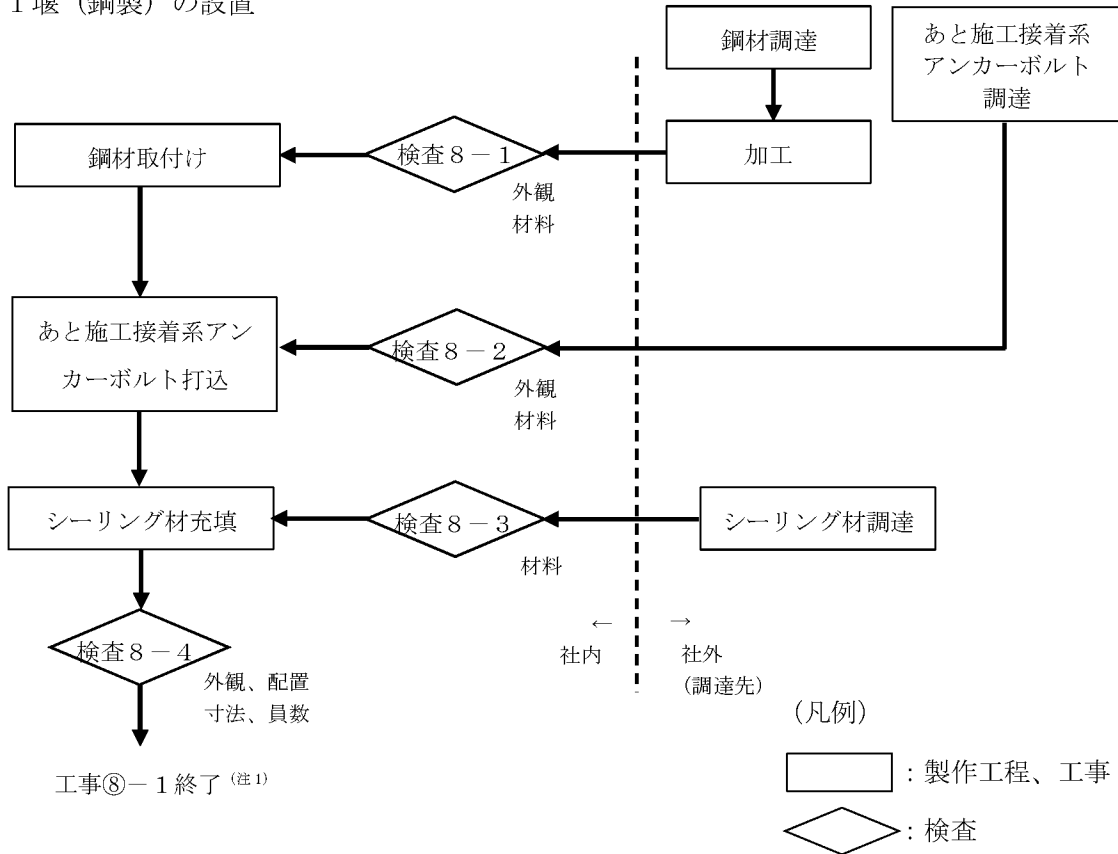 1堰（鋼製）の設置
鋼材調達
あと施工接着系
アンカーボルト
調達
鋼材取付け
検査８－１
加工
外観
材料
あと施工接着系アン
カーボルト打込
検査８－２
外観
材料
シーリング材充填
検査８－３
シーリング材調達
材料
検査８－４
外観、配置
寸法、員数
←
社内
→
社外
（調達先）
工事⑧－１終了（注1）
（凡例）
：製作工程、工事
：検査